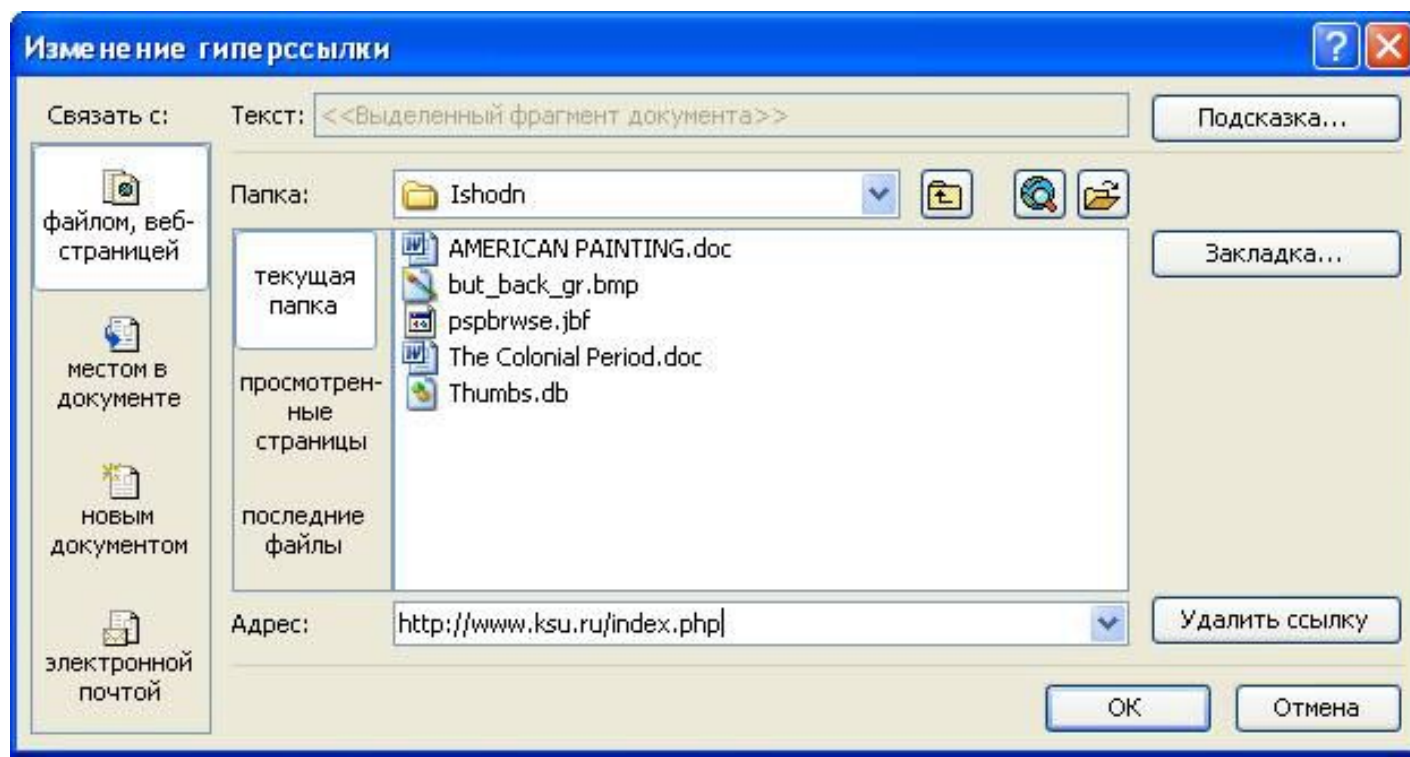 Изменение гиперссылки
Связать с:
Текст: <<Выделенный фрагмент документа>>
Подсказка...
файлом, веб-
страницей
Папка: Ishodn
текущая
папка
AMERICAN PAINTING.doc
but_back_gr.bmp
pspbrwse.jbf
The Colonial Period.doc
Thumbs.db
Закладка...
местом в
документе
просмотрен-
ные
страницы
новым
документом
последние
файлы
Адрес: http://www.ksu.ru/index.php
Удалить ссылку
электронной
почтой
ОК
Отмена